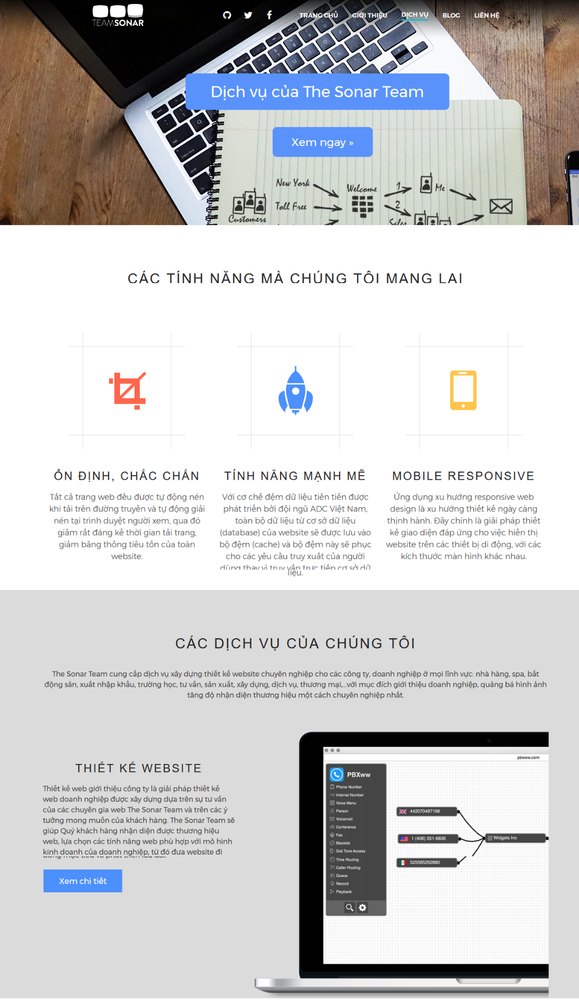 TEAMSONAR
TRANG CHỦ GIỚI THIỆU DỊCH VỤ BLOG LIÊN HỆ
Dịch vụ của The Sonar Team
Xem ngay »
New York
Toll Free
Customers
Welcome
1
2
Me
Sales
CÁC TÍNH NĂNG MÀ CHÚNG TÔI MANG LẠI
ỔN ĐỊNH, CHẮC CHẮN
Tất cả trang web đều được tự động nén
khi tải trên đường truyền và tự động giải
nén tại trình duyệt người xem, qua đó
giảm rất đáng kể thời gian tải trang,
giảm băng thông tiêu tốn của toàn
website.
TÍNH NĂNG MẠNH MẼ
Với cơ chế đệm dữ liệu tiên tiến được
phát triển bởi đội ngũ ADC Việt Nam,
toàn bộ dữ liệu từ cơ sở dữ liệu
(database) của website sẽ được lưu vào
bộ đệm (cache) và bộ đệm này sẽ phục
cho các yêu cầu truy xuất của người
dùng thay vì truy vấn trực tiếp cơ sở dữ
liệu.
MOBILE RESPONSIVE
Ứng dụng xu hướng responsive web
design là xu hướng thiết kế ngày càng
thịnh hành. Đây chính là giải pháp thiết
kế giao diện đáp ứng cho việc hiển thị
website trên các thiết bị di động, với các
kích thước màn hình khác nhau.
CÁC DỊCH VỤ CỦA CHÚNG TÔI
The Sonar Team cung cấp dịch vụ xây dựng thiết kế website chuyên nghiệp cho các công ty, doanh nghiệp ở mọi lĩnh vực: nhà hàng, spa, bất
động sản, xuất nhập khẩu, trường học, tư vấn, sản xuất, xây dựng, dịch vụ, thương mại,...với mục đích giới thiệu doanh nghiệp, quảng bá hình ảnh
tăng độ nhận diện thương hiệu một cách chuyên nghiệp nhất.
THIẾT KẾ WEBSITE
Thiết kế web giới thiệu công ty là giải pháp thiết kế
web doanh nghiệp được xây dựng dựa trên sự tư vấn
của các chuyên gia web The Sonar Team và trên các ý
tưởng mong muốn của khách hàng. The Sonar Team sẽ
giúp Quý khách hàng nhận diện được thương hiệu
web, lựa chọn các tính năng web phù hợp với mô hình
kinh doanh của doanh nghiệp, từ đó đưa website đi
đúng mục tiêu và phát triển lâu dài.
Xem chi tiết
pbxww.com
PBXww
Phone Number
123 Internal Number
Voice Menu
Person
Voicemail
Conference
Fax
Blacklist
Dial Tone Access
Time Routing
Caller Routing
Queue
Record
Playback
442070487198
1 (408) 351-6836
525585262880
Widgets Inc